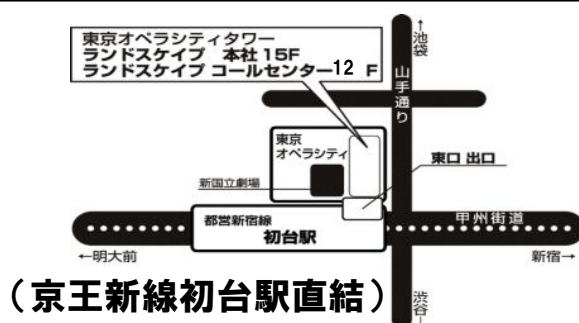 東京オペラシティタワー
ランドスケイプ 本社 15F
ランドスケイプ コールセンター12 F
↑池袋
山手通り
東京
オペラシティ
東口 出口
新国立劇場
都営新宿線
初台駅
甲州街道
←明大前
新宿→
(京王新線初台駅直結)
渋谷↓